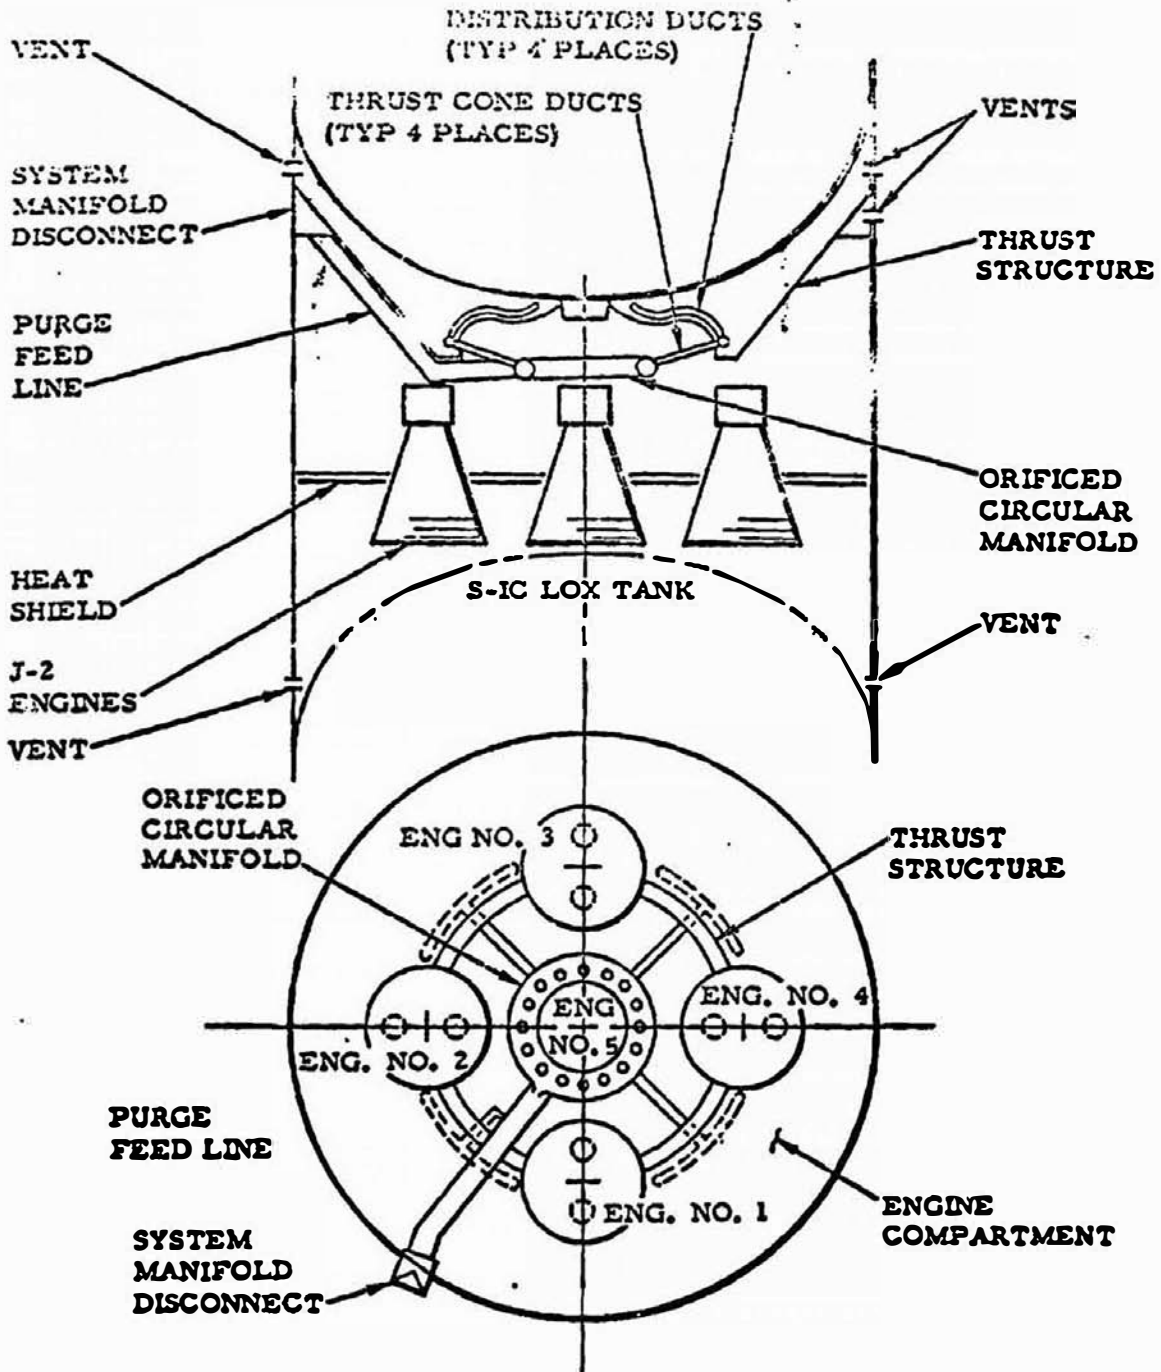 DISTRIBUTION DUCTS
(TYP 4 PLACES)
VENT
THRUST CONE DUCTS
(TYP 4 PLACES)
VENTS
SYSTEM
MANIFOLD
DISCONNECT
THRUST
STRUCTURE
PURGE
FEED
LINE
ORIFICED
CIRCULAR
MANIFOLD
HEAT
SHIELD
S-IC LOX TANK
VENT
J-2
ENGINES
VENT
ORIFICED
CIRCULAR
MANIFOLD
ENG NO. 3
THRUST
STRUCTURE
ENG. NO. 4
ENG
NO. 5
ENG. NO. 2
PURGE
FEED LINE
ENG. NO. 1
ENGINE
COMPARTMENT
SYSTEM
MANIFOLD
DISCONNECT